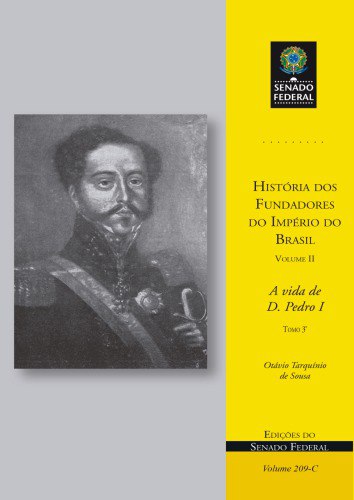 SENADO
FEDERAL
HISTÓRIA DOS
FUNDADORES
DO IMPÉRIO DO
BRASIL
VOLUME II
A vida de
D. Pedro I
TOMO 3º
Otávio Tarquínio
de Sousa
EDIÇÕES DO
SENADO FEDERAL
Volume 209-C